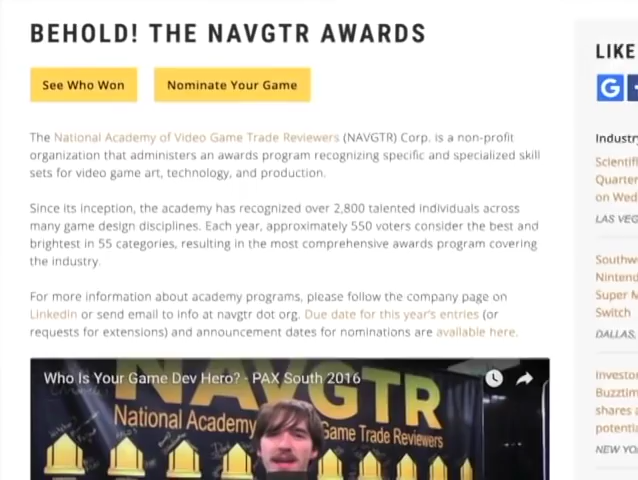 BEHOLD! THE NAVGTR AWARDS
See Who Won
Nominate Your Game
The National Academy of Video Game Trade Reviewers (NAVGTR) Corp. is a non-profit
organization that administers an awards program recognizing specific and specialized skill
sets for video game art, technology, and production.
Since its inception, the academy has recognized over 2,800 talented individuals across
many game design disciplines. Each year, approximately 550 voters consider the best and
brightest in 55 categories, resulting in the most comprehensive awards program covering
the industry.
For more information about academy programs, please follow the company page on
LinkedIn or send email to info at navgtr dot org. Due date for this year's entries (or
requests for extensions) and announcement dates for nominations are available here.
Who Is Your Game Dev Hero? - PAX South 2016
NAVGTR
National Academy
Game Trade Reviewers
LIKE
G
Industry
Scientifi
Quarter
on Wed
LAS VEG
Southw
Nintend
Super M
Switch
DALLAS,
Investor
Buzztim
shares a
potentia
NEW YO